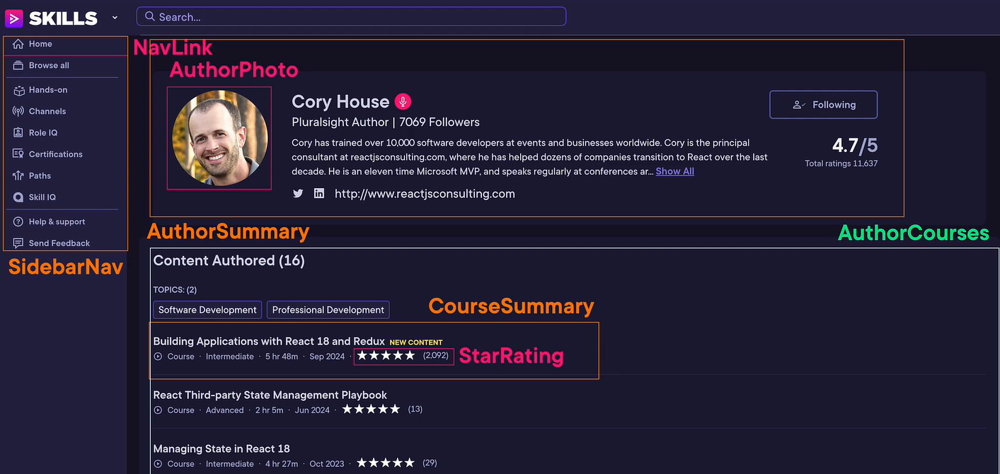 SKILLS
Search...
Home
Browse all
Hands-on
Channels
Role IQ
Certifications
Paths
Skill IQ
Help & support
Send Feedback
SidebarNav
NavLink
AuthorPhoto
Cory House
Following
Pluralsight Author | 7069 Followers
Cory has trained over 10,000 software developers at events and businesses worldwide. Cory is the principal
consultant at reactjsconsulting.com, where he has helped dozens of companies transition to React over the last
decade. He is an eleven time Microsoft MVP, and speaks regularly at conferences ar... Show All
4.7/5
Total ratings 11,637
http://www.reactjsconsulting.com
AuthorSummary
AuthorCourses
Content Authored (16)
TOPICS: (2)
Software Development Professional Development
CourseSummary
Building Applications with React 18 and Redux NEW CONTENT
Course · Intermediate · 5 hr 48m · Sep 2024 · ★★★★★ (2,092)
StarRating
React Third-party State Management Playbook
Course · Advanced · 2 hr 5m · Jun 2024 · ★★★★★ (13)
Managing State in React 18
Course · Intermediate · 4 hr 27m · Oct 2023 · ★★★★★ (29)